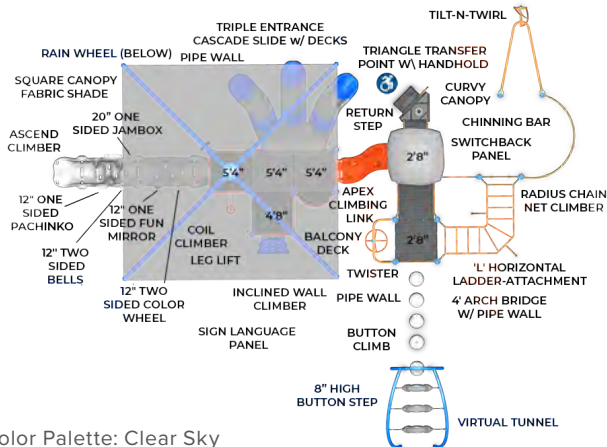 TILT-N-TWIRL
TRIPLE ENTRANCE
CASCADE SLIDE w/ DECKS
RAIN WHEEL (BELOW)
PIPE WALL
TRIANGLE TRANSFER
POINT W\ HANDHOLD
SQUARE CANOPY
FABRIC SHADE
CURVY
CANOPY
RETURN
STEP
20" ONE
SIDED JAMBOX
CHINNING BAR
ASCEND
CLIMBER
SWITCHBACK
PANEL
2'8"
5'4"
5'4"
5'4"
12" ONE
SIDED
PACHINKO
12" ONE
SIDED FUN
MIRROR
APEX
CLIMBING
LINK
RADIUS CHAIN
NET CLIMBER
4'8"
COIL
CLIMBER
LEG LIFT
BALCONY
DECK
2'8"
12" TWO
SIDED
BELLS
12" TWO
SIDED COLOR
WHEEL
TWISTER
'L' HORIZONTAL
LADDER-ATTACHMENT
INCLINED WALL
CLIMBER
PIPE WALL
4' ARCH BRIDGE
W/ PIPE WALL
SIGN LANGUAGE
PANEL
BUTTON
CLIMB
8" HIGH
BUTTON STEP
VIRTUAL TUNNEL
olor Palette: Clear Sky